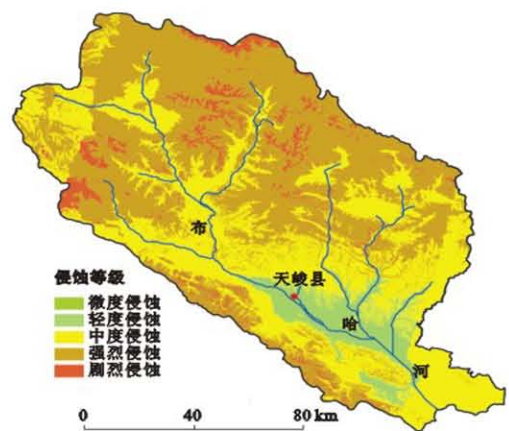 布
天峻县
哈
河
侵蚀等级
微度侵蚀
轻度侵蚀
中度侵蚀
强烈侵蚀
剧烈侵蚀
0 40 80 km